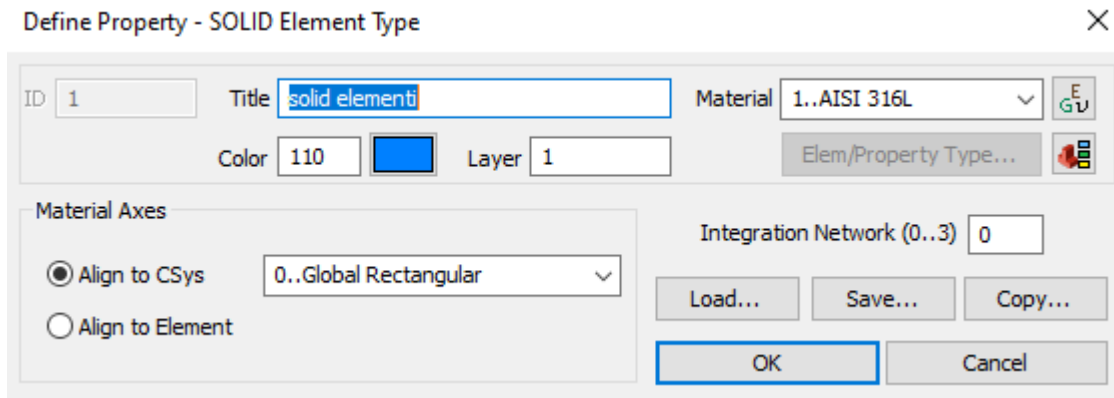 Define Property - SOLID Element Type
ID 1 Title solid elementi Material 1..AISI 316L
E
Gν
Color 110 Layer 1 Elem/Property Type...
Material Axes
Integration Network (0..3) 0
Align to CSys 0..Global Rectangular
Load... Save... Copy...
Align to Element
OK Cancel